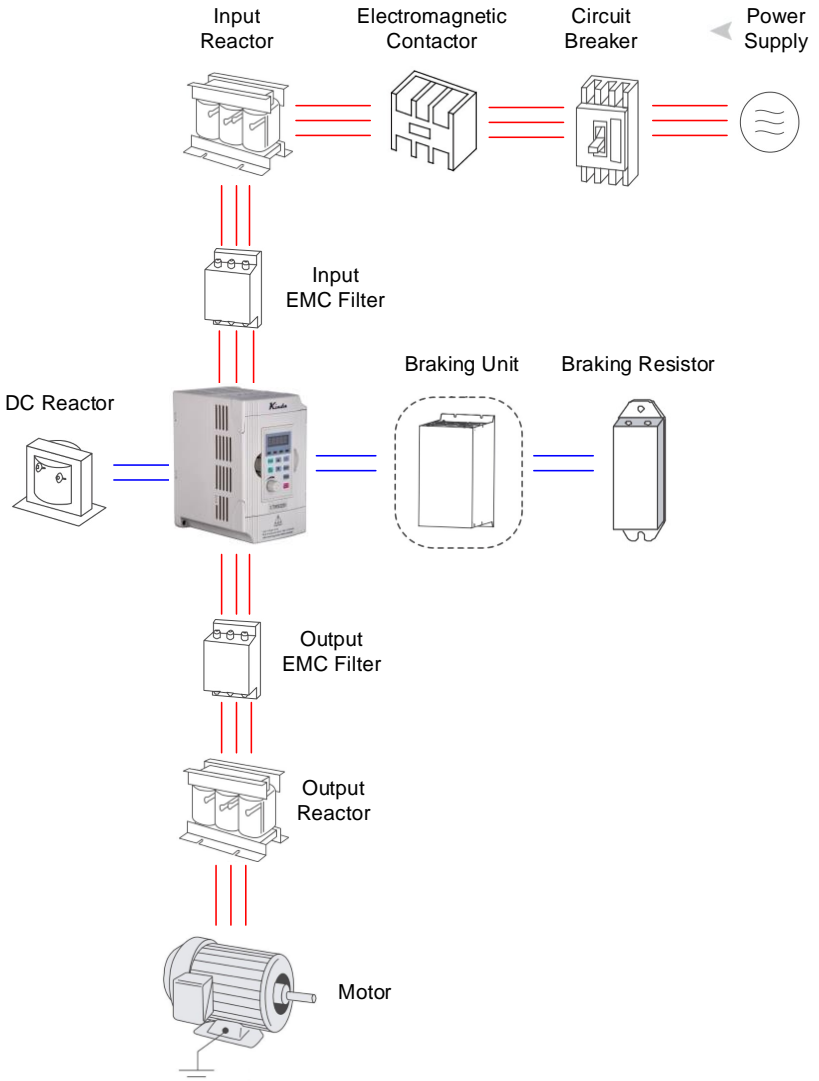 Input
Reactor
Electromagnetic
Contactor
Circuit
Breaker
Power
Supply
Input
EMC Filter
DC Reactor
Braking Unit
Braking Resistor
Output
EMC Filter
Output
Reactor
Motor